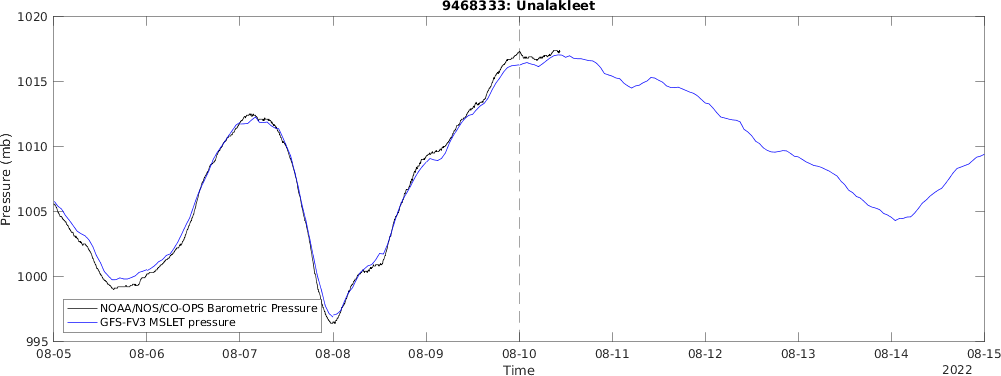 9468333: Unalakleet
1020
1015
1010
1005
1000
995
Pressure (mb)
NOAA/NOS/CO-OPS Barometric Pressure
GFS-FV3 MSLET pressure
08-05 08-06 08-07 08-08 08-09 08-10 08-11 08-12 08-13 08-14 08-15
Time
2022